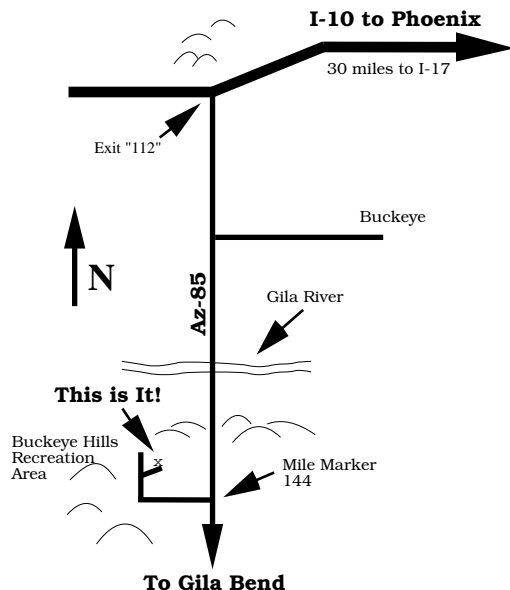 I-10 to Phoenix
30 miles to I-17
Exit "112"
Buckeye
N
Az-85
Gila River
This is It!
Buckeye Hills
Recreation
Area
x
Mile Marker
144
To Gila Bend